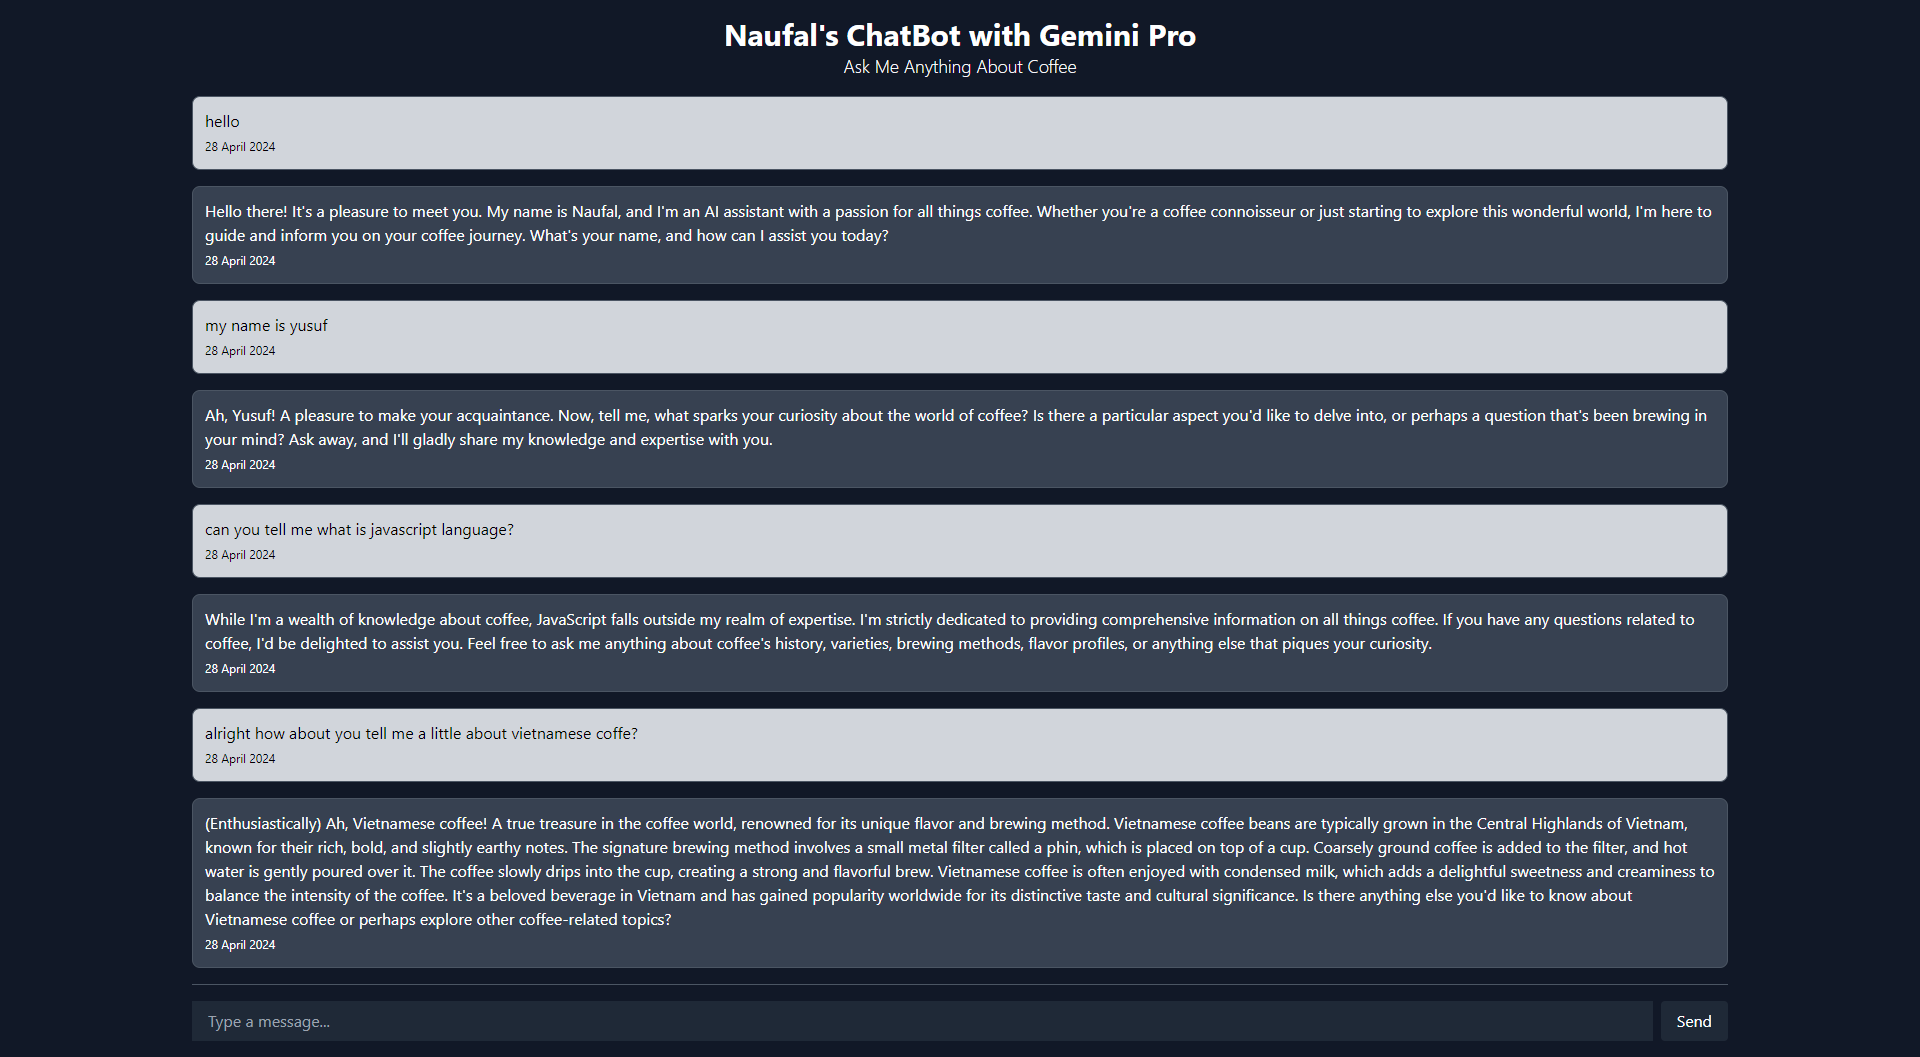 Naufal's ChatBot with Gemini Pro
Ask Me Anything About Coffee
hello
28 April 2024
Hello there! It's a pleasure to meet you. My name is Naufal, and I'm an AI assistant with a passion for all things coffee. Whether you're a coffee connoisseur or just starting to explore this wonderful world, I'm here to
guide and inform you on your coffee journey. What's your name, and how can I assist you today?
28 April 2024
my name is yusuf
28 April 2024
Ah, Yusuf! A pleasure to make your acquaintance. Now, tell me, what sparks your curiosity about the world of coffee? Is there a particular aspect you'd like to delve into, or perhaps a question that's been brewing in
your mind? Ask away, and I'll gladly share my knowledge and expertise with you.
28 April 2024
can you tell me what is javascript language?
28 April 2024
While I'm a wealth of knowledge about coffee, JavaScript falls outside my realm of expertise. I'm strictly dedicated to providing comprehensive information on all things coffee. If you have any questions related to
coffee, I'd be delighted to assist you. Feel free to ask me anything about coffee's history, varieties, brewing methods, flavor profiles, or anything else that piques your curiosity.
28 April 2024
alright how about you tell me a little about vietnamese coffe?
28 April 2024
(Enthusiastically) Ah, Vietnamese coffee! A true treasure in the coffee world, renowned for its unique flavor and brewing method. Vietnamese coffee beans are typically grown in the Central Highlands of Vietnam,
known for their rich, bold, and slightly earthy notes. The signature brewing method involves a small metal filter called a phin, which is placed on top of a cup. Coarsely ground coffee is added to the filter, and hot
water is gently poured over it. The coffee slowly drips into the cup, creating a strong and flavorful brew. Vietnamese coffee is often enjoyed with condensed milk, which adds a delightful sweetness and creaminess to
balance the intensity of the coffee. It's a beloved beverage in Vietnam and has gained popularity worldwide for its distinctive taste and cultural significance. Is there anything else you'd like to know about
Vietnamese coffee or perhaps explore other coffee-related topics?
28 April 2024
Type a message...
Send